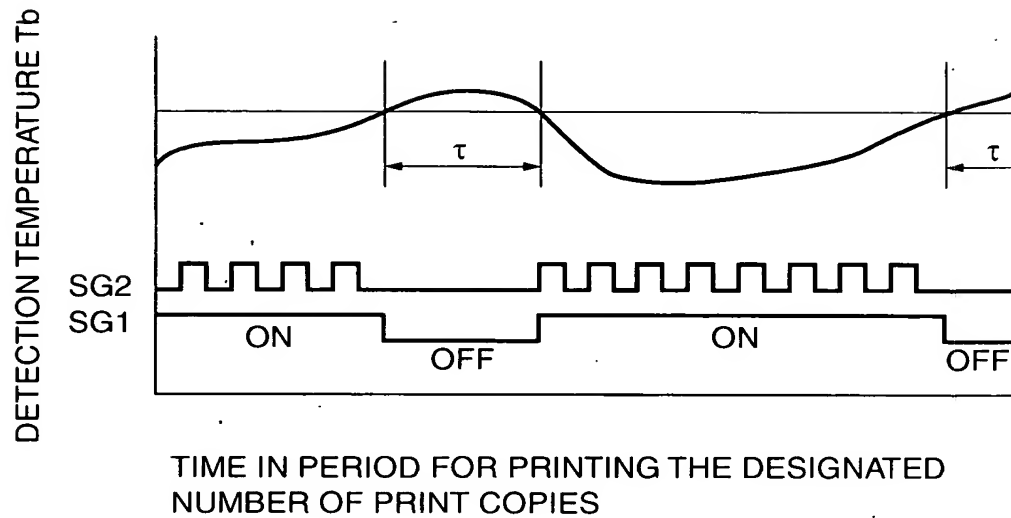 DETECTION TEMPERATURE Tb
τ
τ
SG2
SG1
ON
OFF
ON
OFF
TIME IN PERIOD FOR PRINTING THE DESIGNATED
NUMBER OF PRINT COPIES